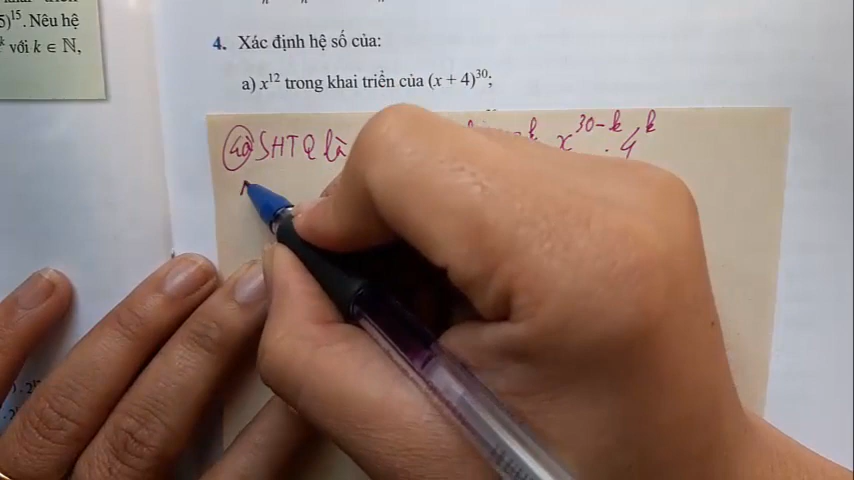 5)¹⁵. Nêu hệ
ᵏ với k ∈ ℕ,
4. Xác định hệ số của:
a) x¹² trong khai triển của (x + 4)³⁰;
4a) SHTQ là k x³⁰⁻ᵏ . 4ᵏ